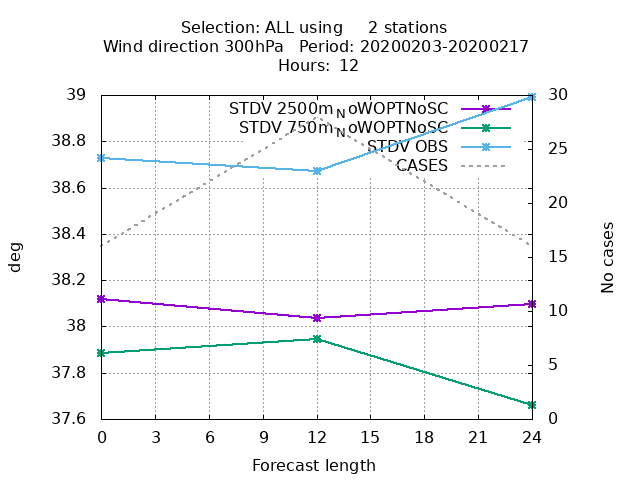 Selection: ALL using 2 stations
Wind direction 300hPa Period: 20200203-20200217
Hours: 12
STDV 2500m_NoWOPTNoSC
STDV 750m_NoWOPTNoSC
STDV OBS
CASES
39
38.8
38.6
38.4
38.2
38
37.8
37.6
30
25
20
15
10
5
0
deg
No cases
0 3 6 9 12 15 18 21 24
Forecast length